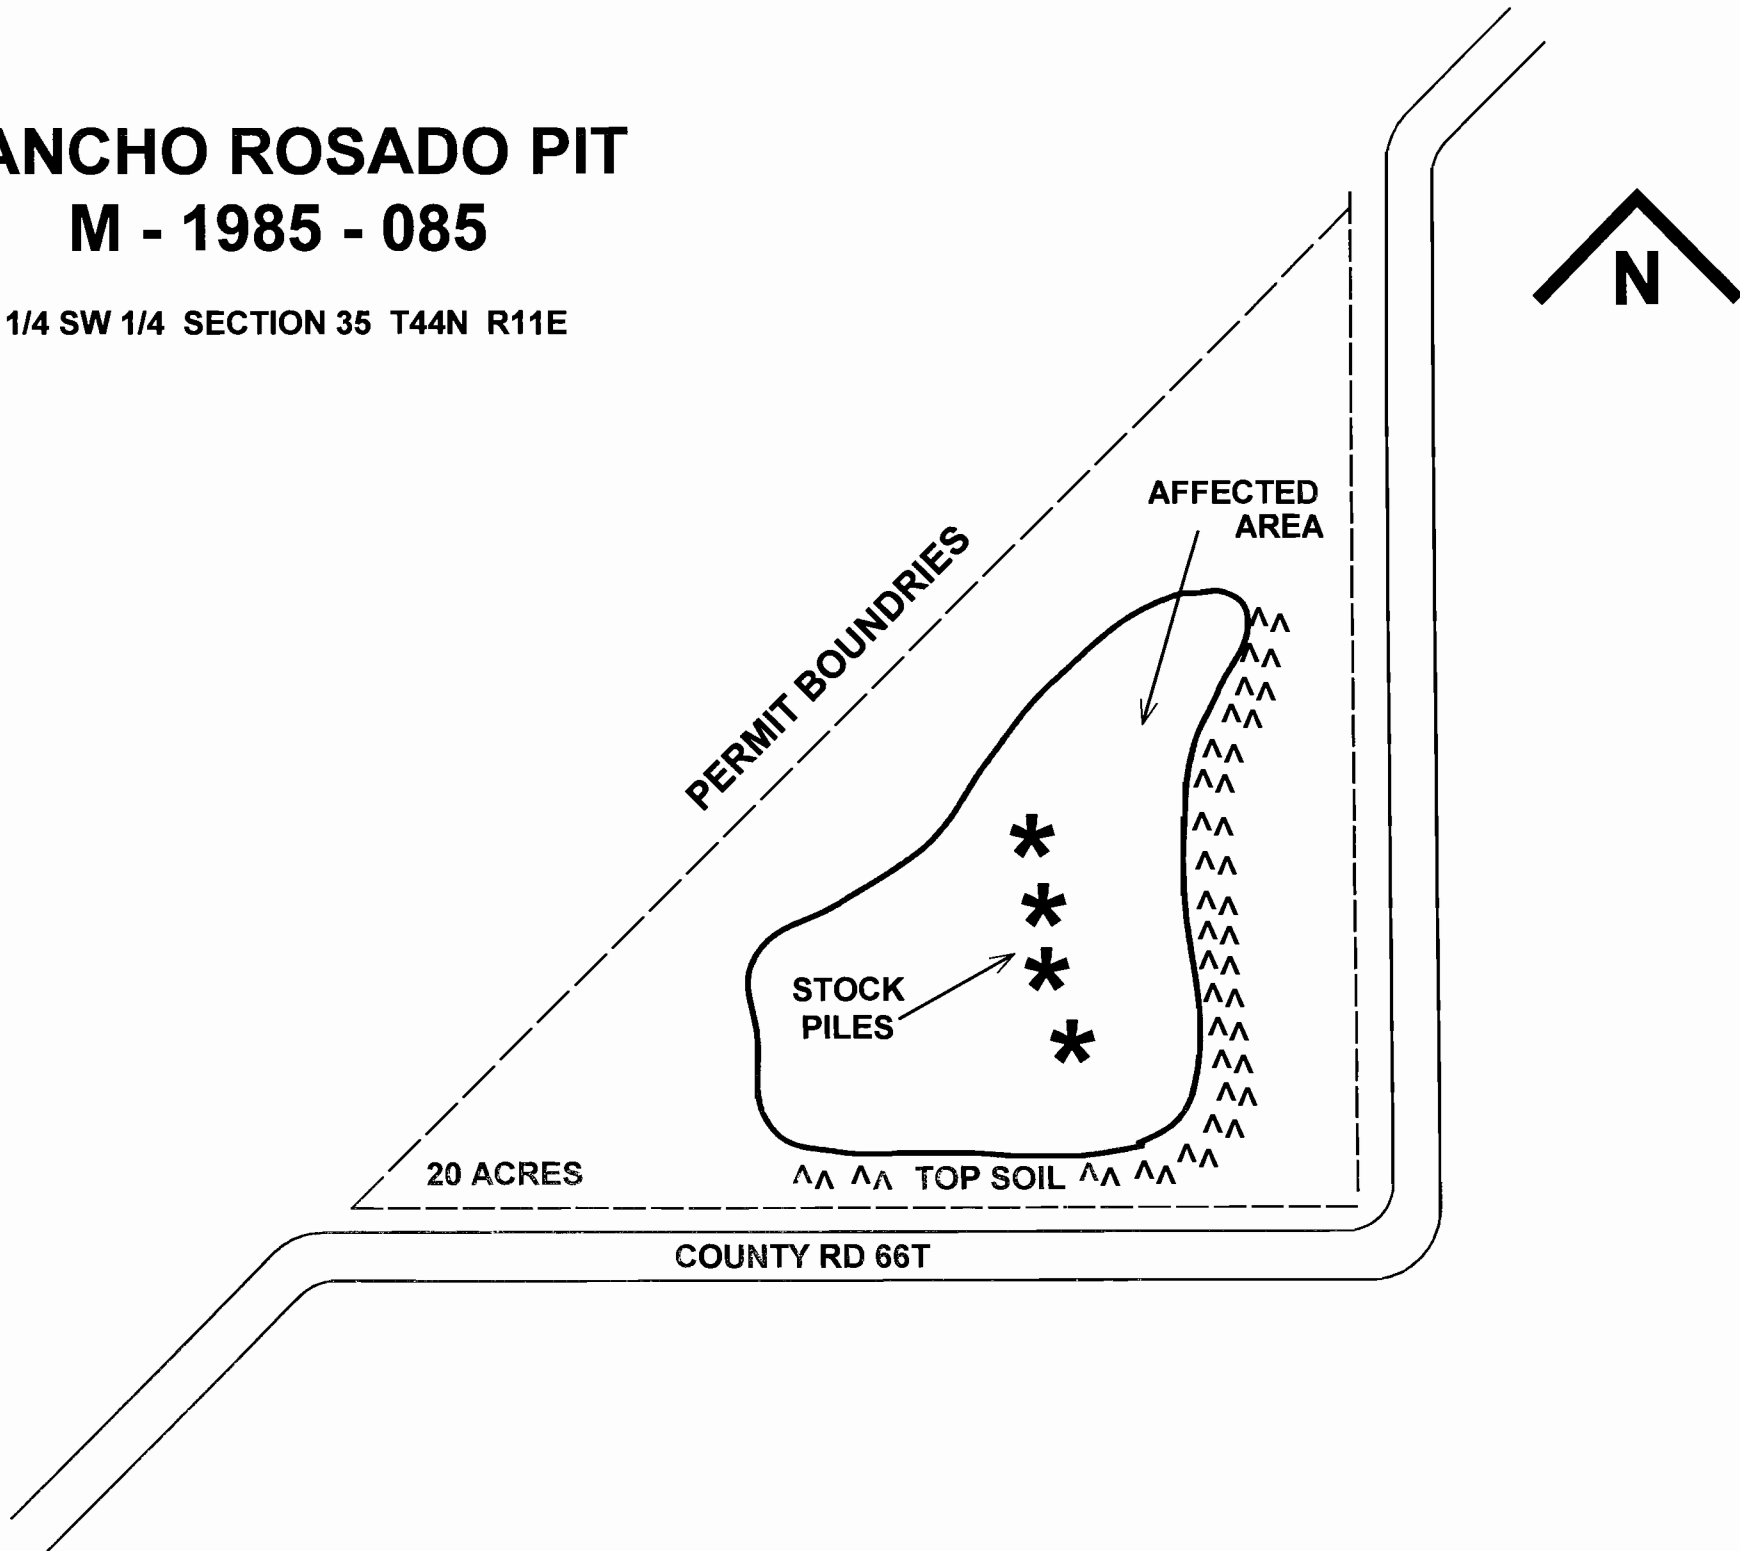 ANCHO ROSADO PIT
M - 1985 - 085
1/4 SW 1/4 SECTION 35 T44N R11E
N
AFFECTED
AREA
PERMIT BOUNDRIES
STOCK
PILES
20 ACRES
TOP SOIL
COUNTY RD 66T